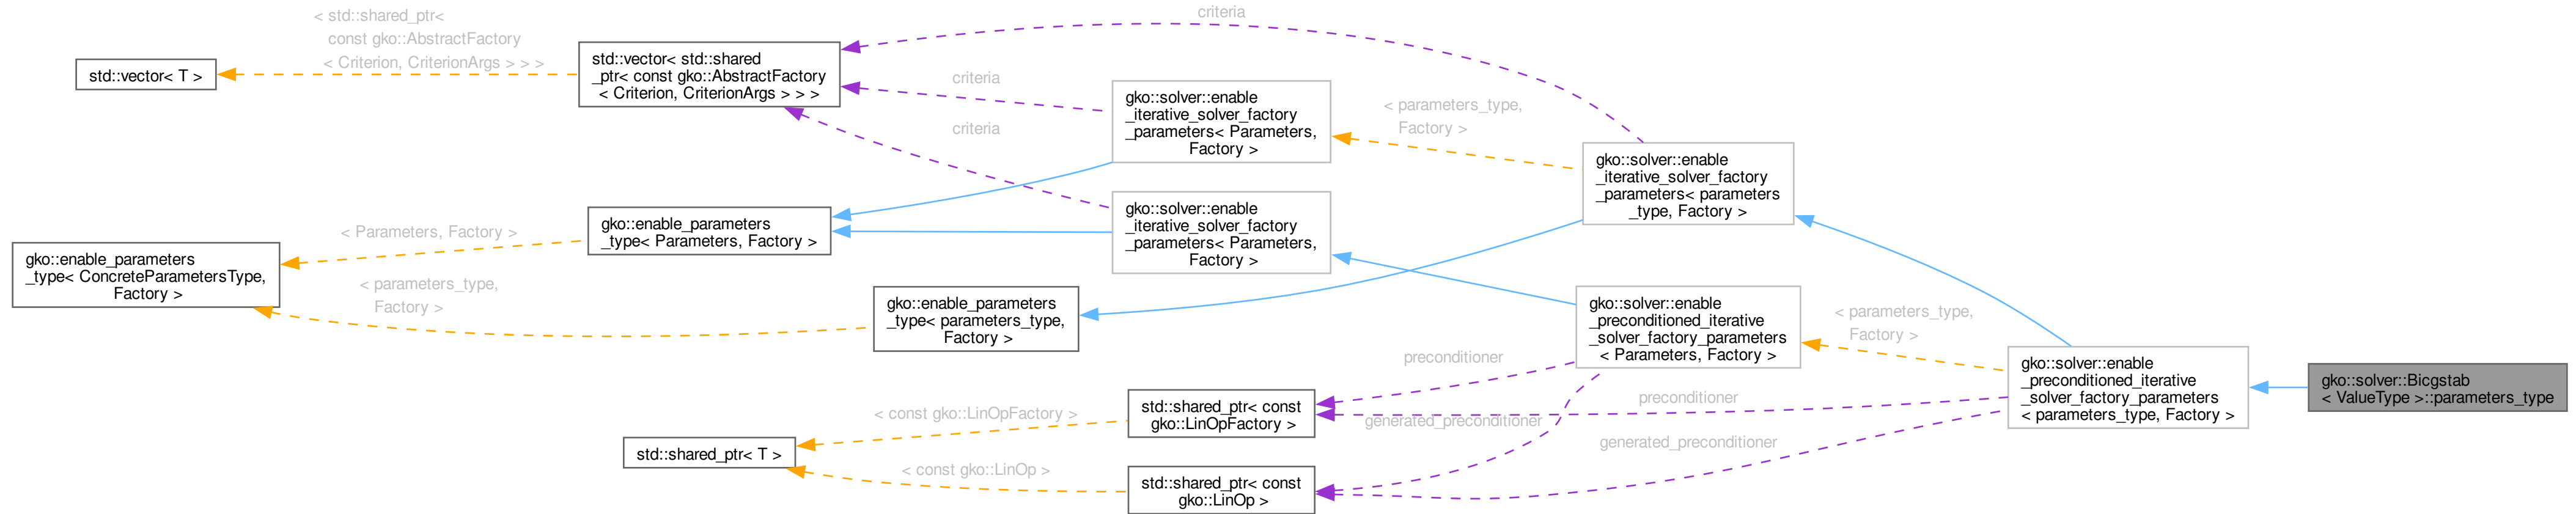 < std::shared_ptr<
const gko::AbstractFactory
< Criterion, CriterionArgs > > >
std::vector< T >
std::vector< std::shared
_ptr< const gko::AbstractFactory
< Criterion, CriterionArgs > > >
criteria
criteria
criteria
gko::solver::enable
_iterative_solver_factory
_parameters< Parameters,
Factory >
< parameters_type,
Factory >
gko::solver::enable
_iterative_solver_factory
_parameters< parameters
_type, Factory >
gko::solver::enable
_iterative_solver_factory
_parameters< Parameters,
Factory >
gko::enable_parameters
_type< Parameters, Factory >
< Parameters, Factory >
gko::enable_parameters
_type< ConcreteParametersType,
Factory >
< parameters_type,
Factory >
gko::enable_parameters
_type< parameters_type,
Factory >
gko::solver::enable
_preconditioned_iterative
_solver_factory_parameters
< Parameters, Factory >
< parameters_type,
Factory >
gko::solver::enable
_preconditioned_iterative
_solver_factory_parameters
< parameters_type, Factory >
gko::solver::Bicgstab
< ValueType >::parameters_type
preconditioner
preconditioner
generated_preconditioner
generated_preconditioner
std::shared_ptr< const
gko::LinOpFactory >
< const gko::LinOpFactory >
std::shared_ptr< T >
< const gko::LinOp >
std::shared_ptr< const
gko::LinOp >